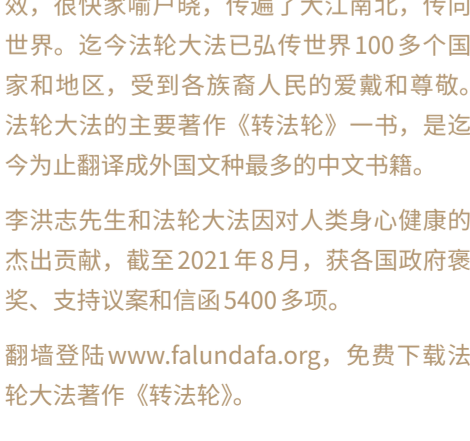 效，很快家喻户晓，传遍了大江南北，传向
世界。迄今法轮大法已弘传世界100多个国
家和地区，受到各族裔人民的爱戴和尊敬。
法轮大法的主要著作《转法轮》一书，是迄
今为止翻译成外国文种最多的中文书籍。
李洪志先生和法轮大法因对人类身心健康的
杰出贡献，截至2021年8月，获各国政府褒
奖、支持议案和信函5400多项。
翻墙登陆www.falundafa.org，免费下载法
轮大法著作《转法轮》。